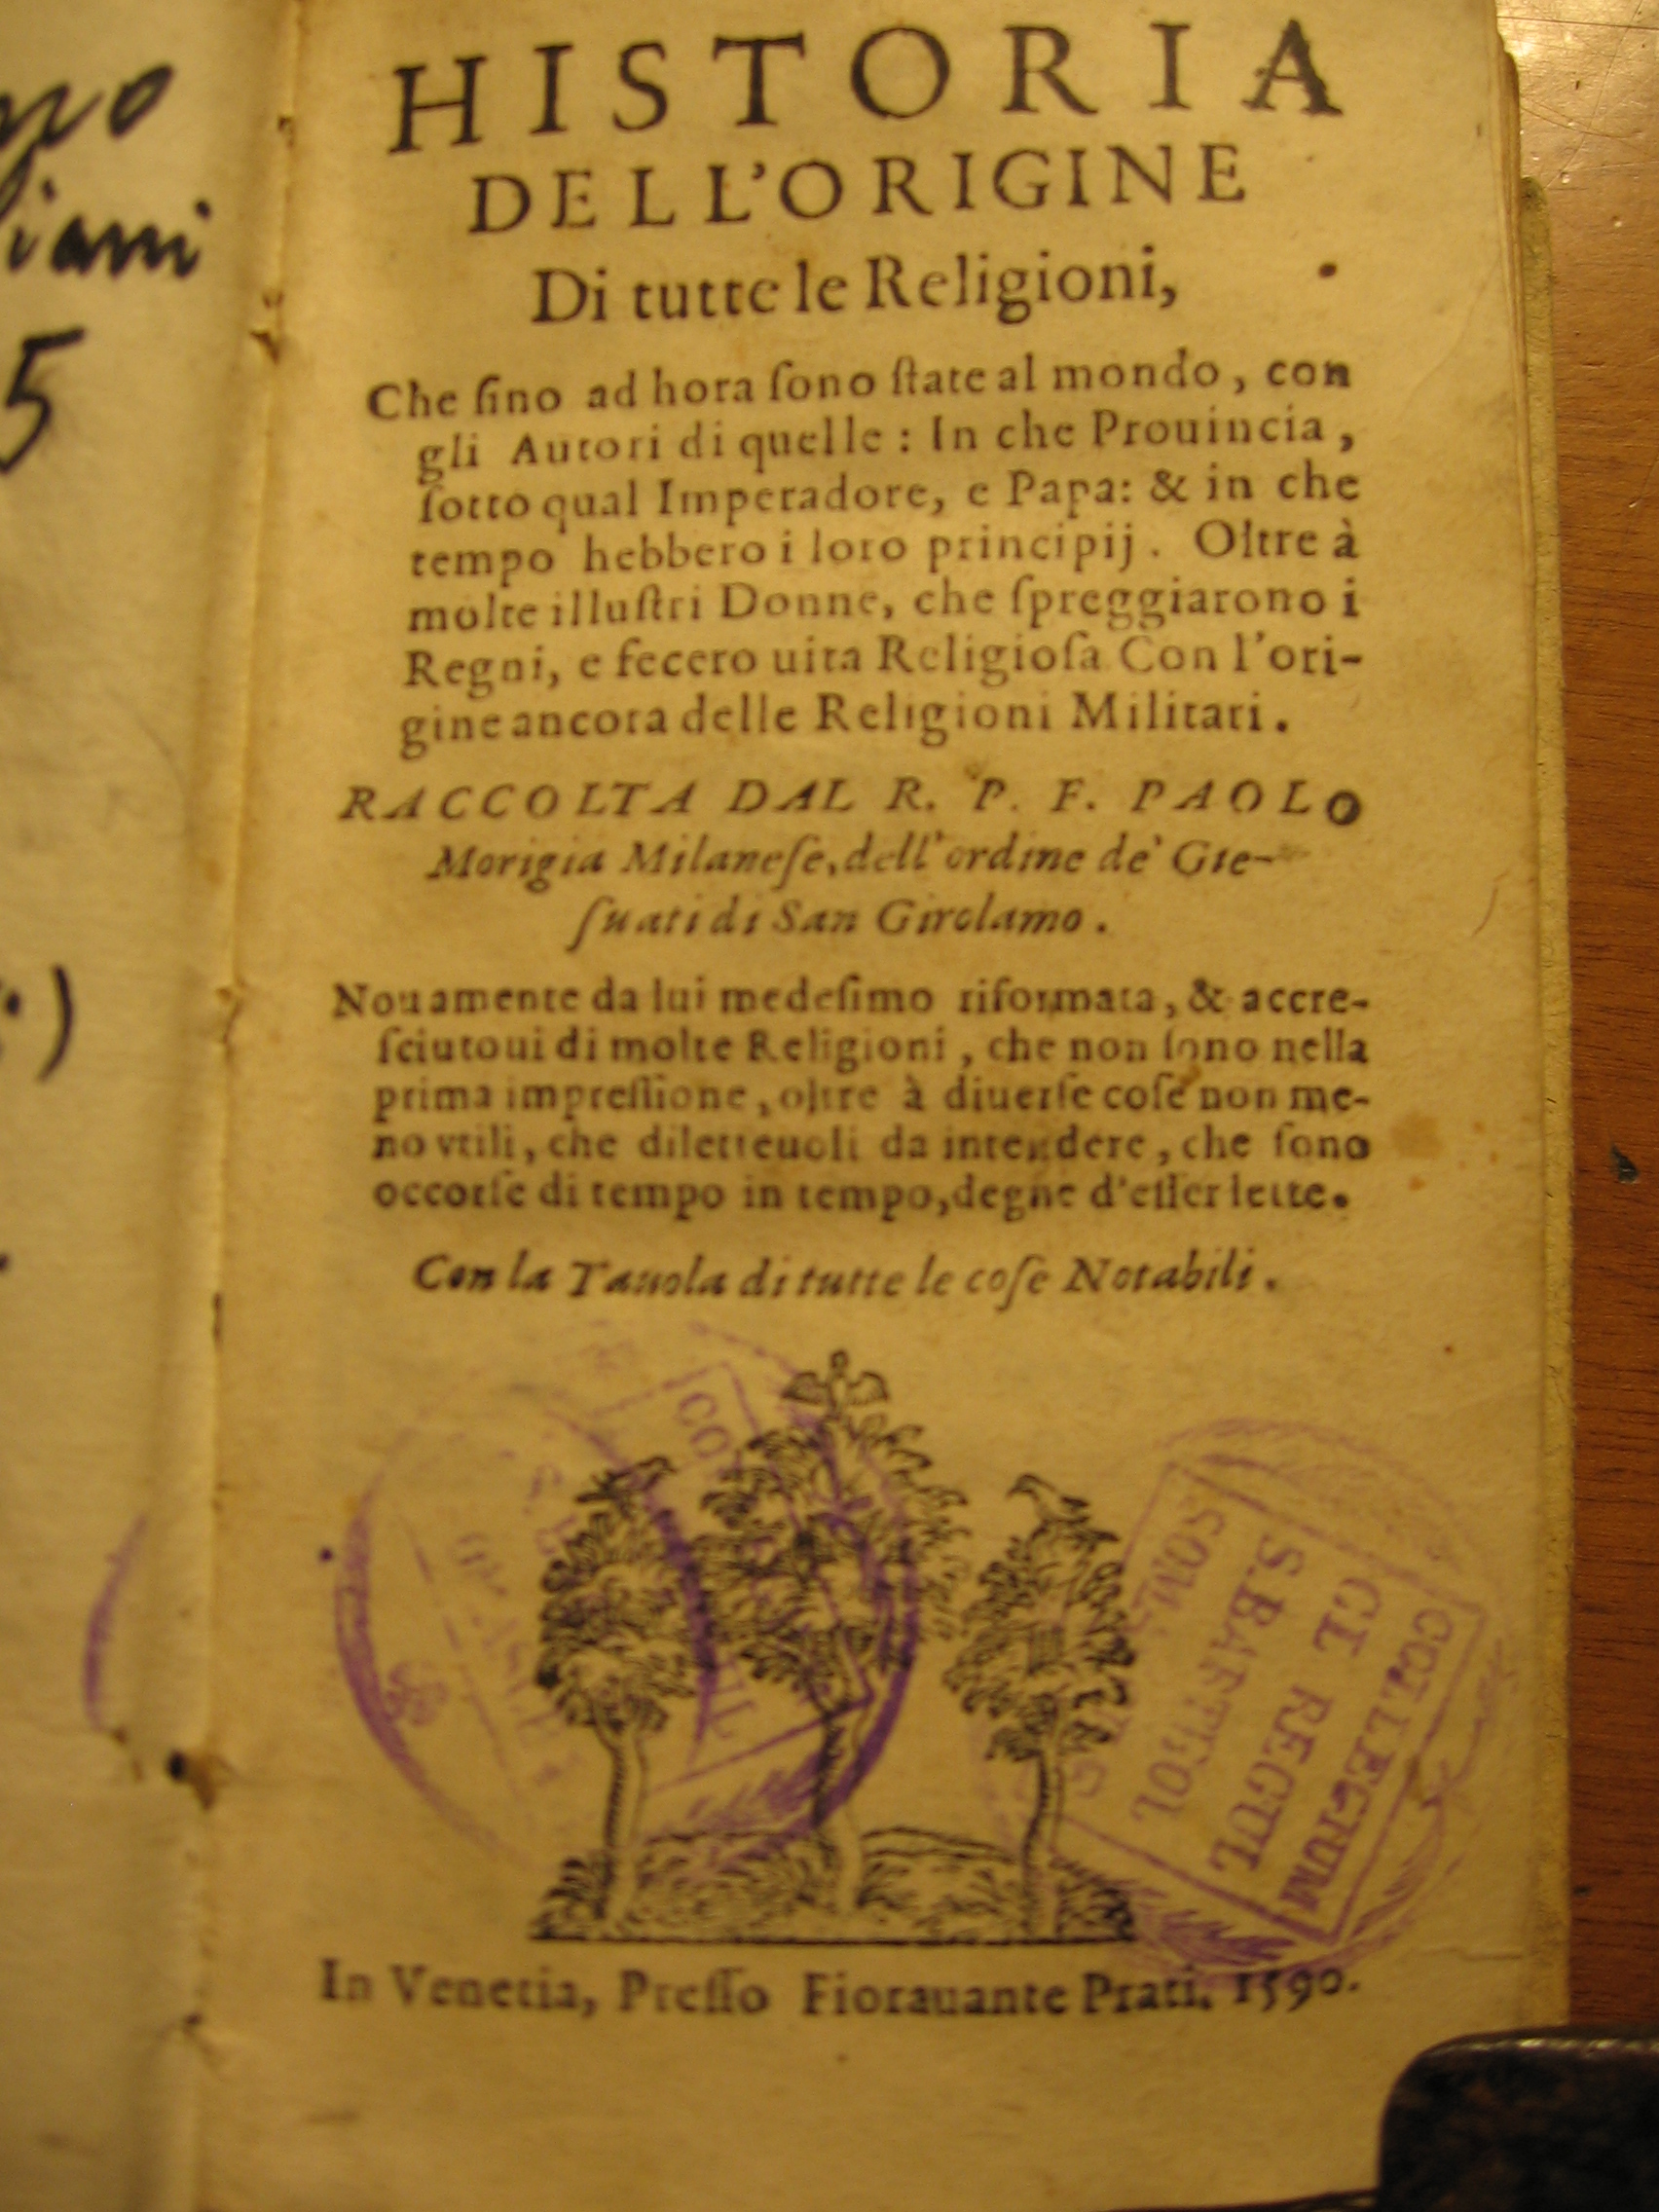 HISTORIA
DELL'ORIGINE
Di tutte le Religioni,
Che ſino ad hora ſono ſtate al mondo, con
gli Autori di quelle: In che Prouincia,
ſotto qual Imperadore, e Papa: & in che
tempo hebbero i loro principij. Oltre à
molte illuſtri Donne, che ſpreggiarono i
Regni, e fecero uita Religioſa Con l'ori-
gine ancora delle Religioni Militari.
RACCOLTA DAL R. P. F. PAOLO
Morigia Milaneſe, dell'ordine de' Gie-
ſuati di San Girolamo.
Nouamente da lui medeſimo riformata, & accre-
ſciutoui di molte Religioni, che non ſono nella
prima impreſſione, oltre à diuerſe coſe non me-
no vtili, che diletteuoli da intendere, che ſono
occorſe di tempo in tempo, degne d'eſſer lette.
Con la Tauola di tutte le coſe Notabili.
COLLEGIUM
CL. REGUL
S. BARTHOL
In Venetia, Preſſo Fiorauante Prati. 1590.
5